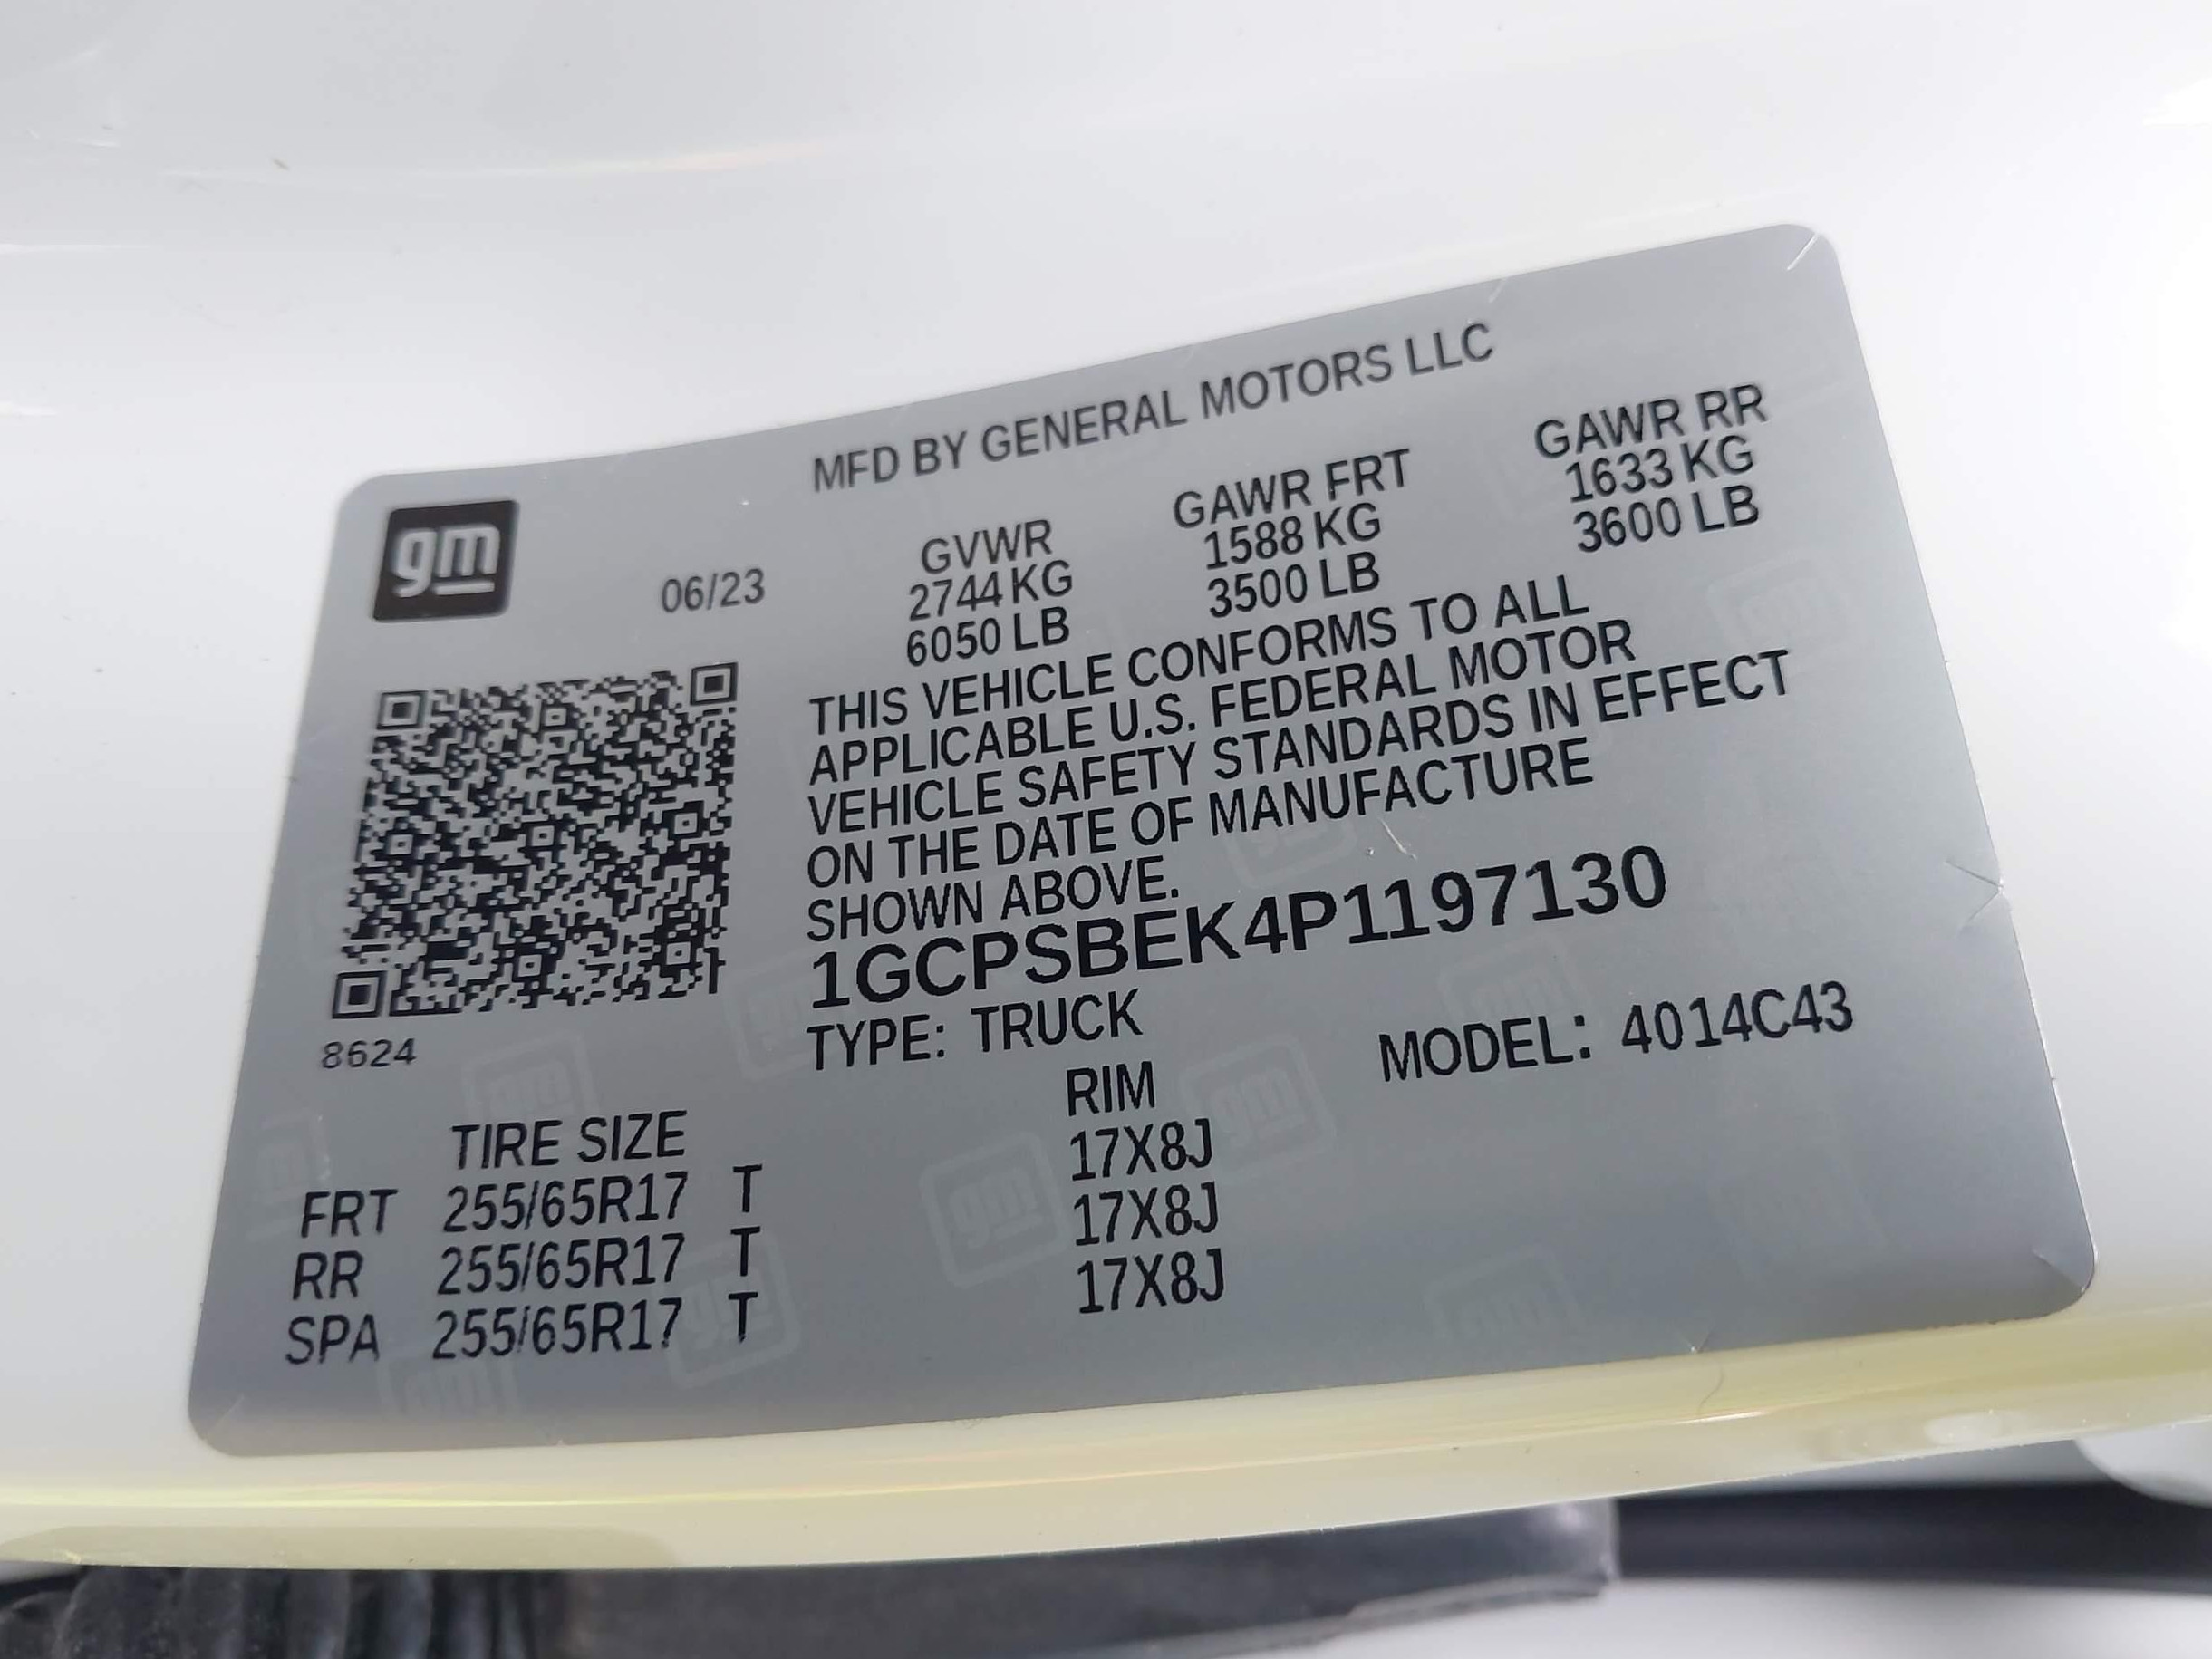 MFD BY GENERAL MOTORS LLC
gm
06/23
GVWR GAWR FRT GAWR RR
2744 KG 1588 KG 1633 KG
6050 LB 3500 LB 3600 LB
THIS VEHICLE CONFORMS TO ALL
APPLICABLE U.S. FEDERAL MOTOR
VEHICLE SAFETY STANDARDS IN EFFECT
ON THE DATE OF MANUFACTURE
SHOWN ABOVE.
1GCPSBEK4P1197130
8624
TYPE: TRUCK MODEL: 4014C43
TIRE SIZE RIM
FRT 255/65R17 T 17X8J
RR 255/65R17 T 17X8J
SPA 255/65R17 T 17X8J